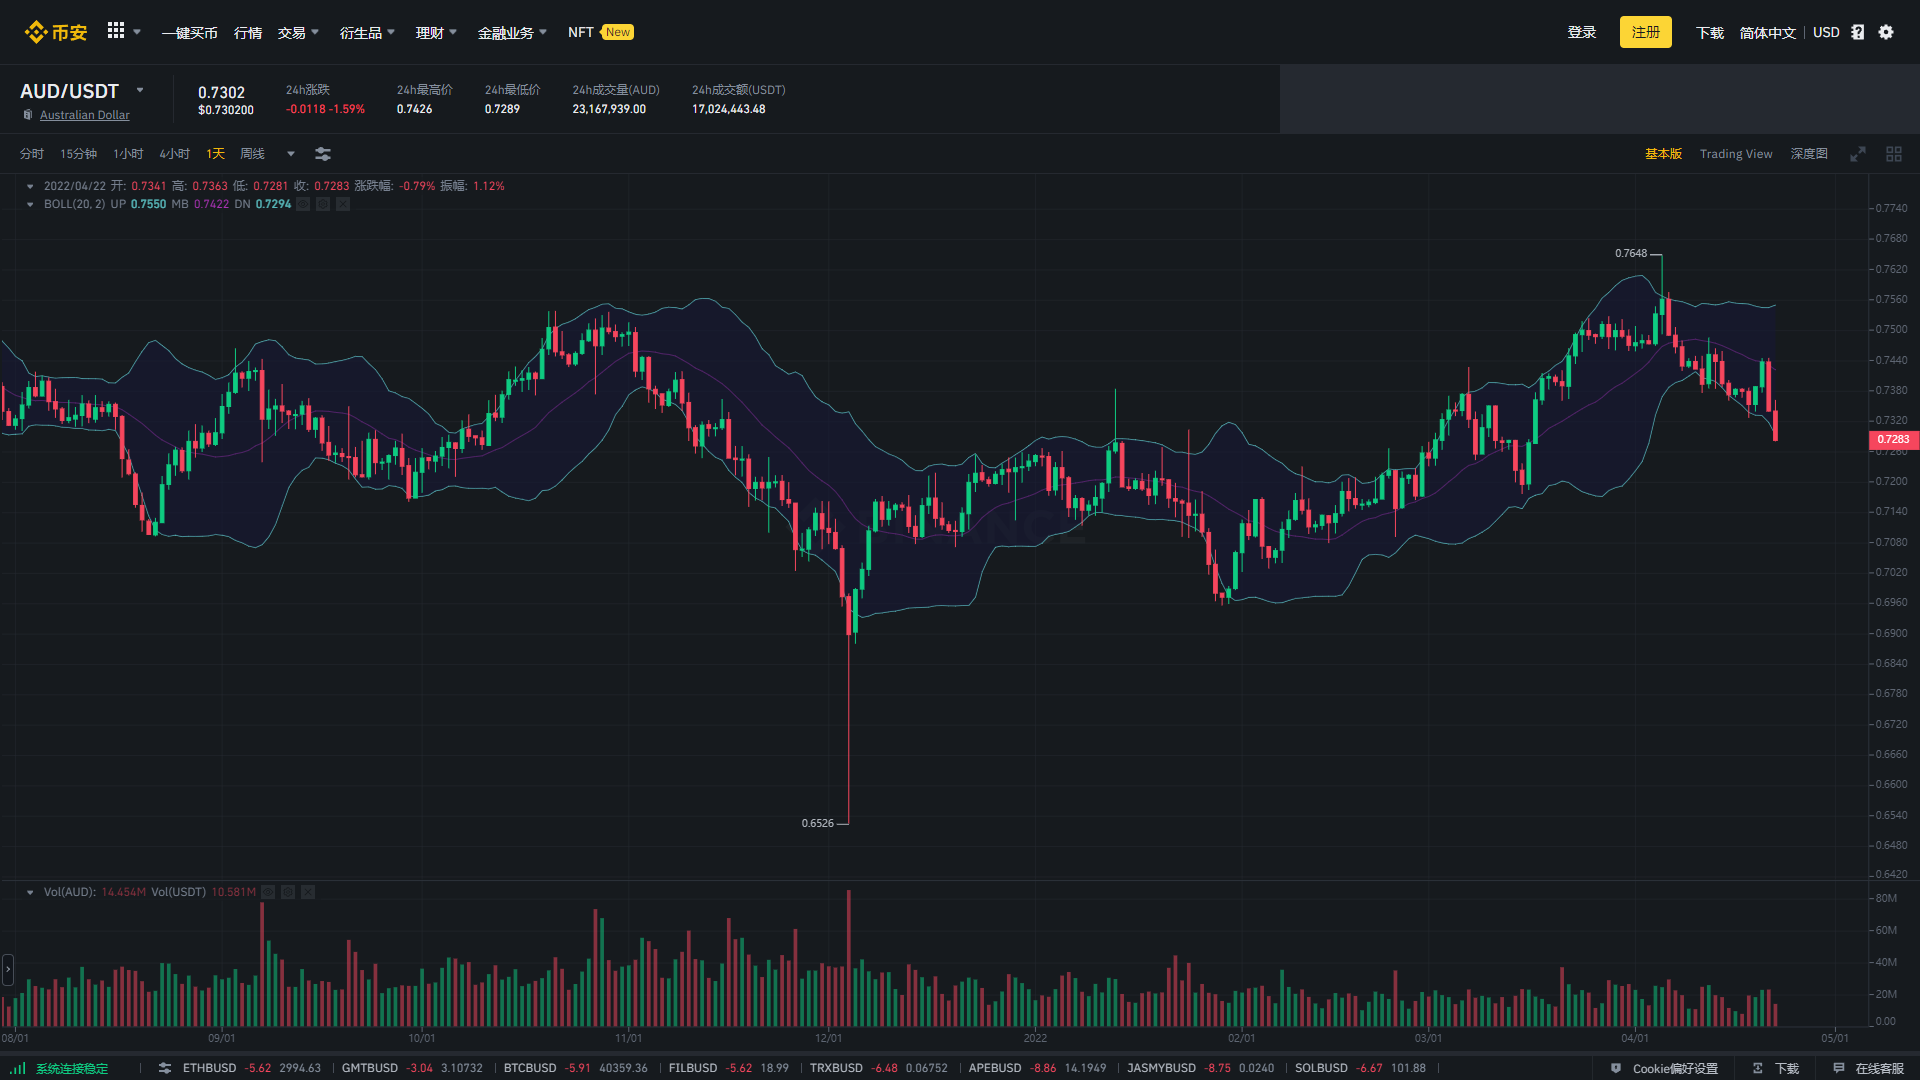 币安 一键买币 行情 交易 衍生品 理财 金融业务 NFT New 登录 注册 下载 简体中文 USD
AUD/USDT
Australian Dollar
0.7302
$0.730200
24h涨跌
-0.0118 -1.59%
24h最高价
0.7426
24h最低价
0.7289
24h成交量(AUD)
23,167,939.00
24h成交额(USDT)
17,024,443.48
分时 15分钟 1小时 4小时 1天 周线 基本版 Trading View 深度图
2022/04/22 开: 0.7341 高: 0.7363 低: 0.7281 收: 0.7283 涨跌幅: -0.79% 振幅: 1.12%
BOLL(20, 2) UP 0.7550 MB 0.7422 DN 0.7294
0.7740
0.7680
0.7648
0.7620
0.7560
0.7500
0.7440
0.7380
0.7320
0.7283
0.7260
0.7200
0.7140
0.7080
0.7020
0.6960
0.6900
0.6840
0.6780
0.6720
0.6660
0.6600
0.6540
0.6526
0.6480
0.6420
Vol(AUD): 14.454M Vol(USDT) 10.581M
80M
60M
40M
20M
0.00
08/01 09/01 10/01 11/01 12/01 2022 02/01 03/01 04/01 05/01
系统连接稳定 ETHBUSD -5.62 2994.63 GMTBUSD -3.04 3.10732 BTCBUSD -5.91 40359.36 FILBUSD -5.62 18.99 TRXBUSD -6.48 0.06752 APEBUSD -8.86 14.1949 JASMYBUSD -8.75 0.0240 SOLBUSD -6.67 101.88 Cookie偏好设置 下载 在线客服